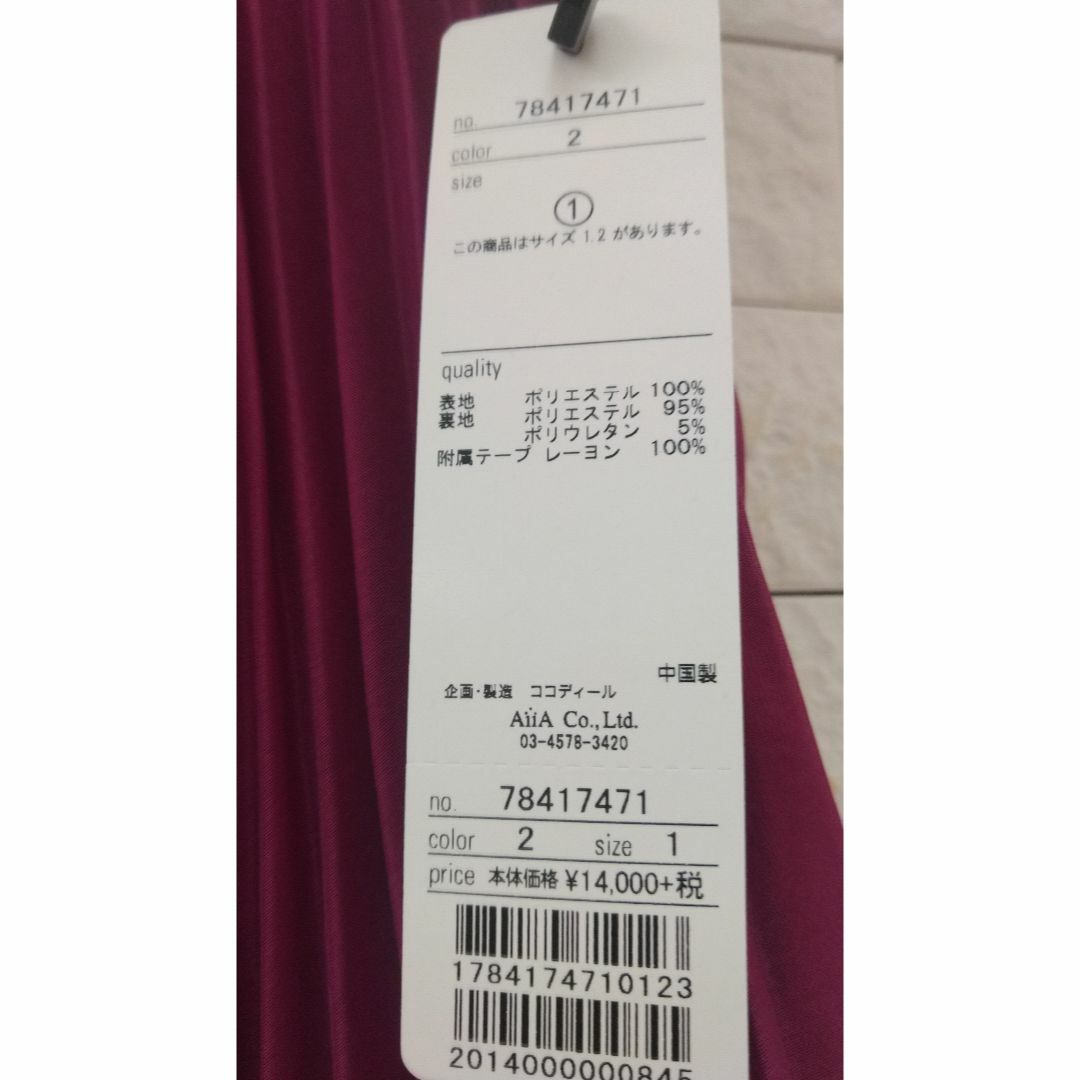 no. 78417471
color 2
size
①
この商品はサイズ 1.2 があります。
quality
表地 ポリエステル 100%
裏地 ポリエステル 95%
ポリウレタン 5%
附属テープ レーヨン 100%
中国製
企画・製造 ココディール
AiiA Co.,Ltd.
03-4578-3420
no. 78417471
color 2 size 1
price 本体価格 ¥14,000+税
1784174710123
2014000000845